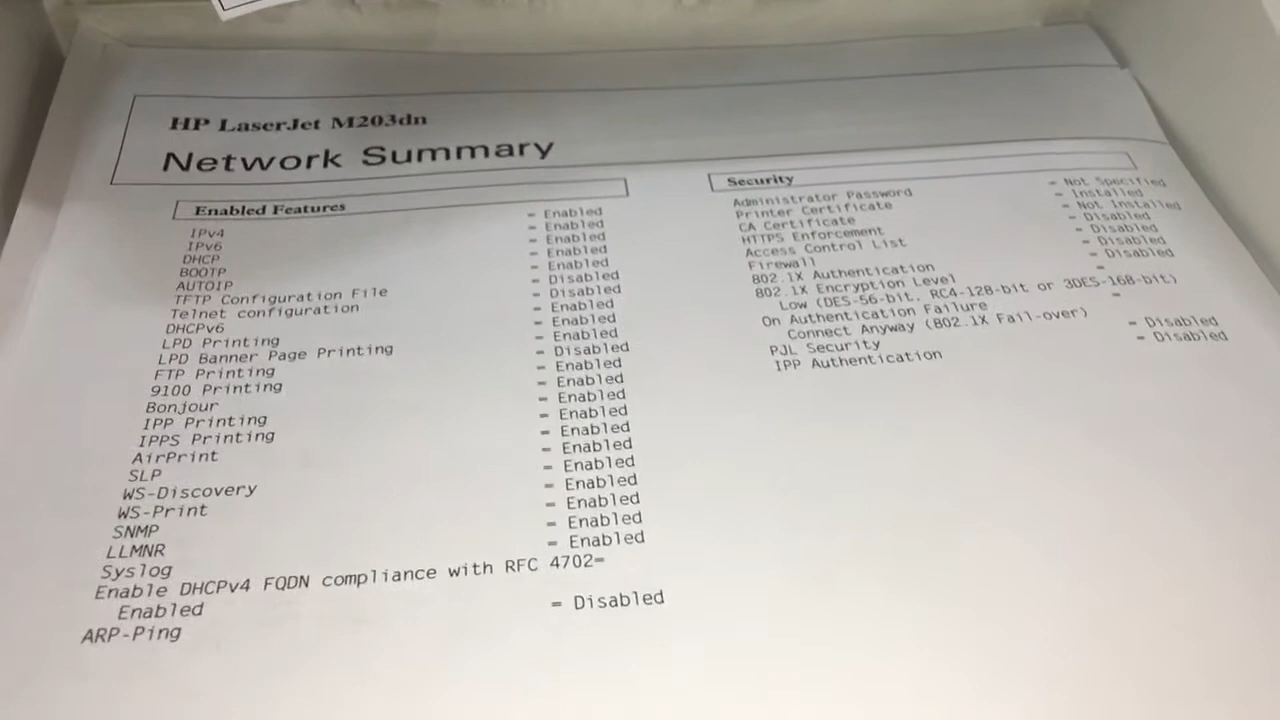 HP LaserJet M203dn
Network Summary
Enabled Features
IPv4 = Enabled
IPv6 = Enabled
DHCP = Enabled
BOOTP = Enabled
AUTOIP = Enabled
TFTP Configuration File = Disabled
Telnet configuration = Disabled
DHCPv6 = Enabled
LPD Printing = Enabled
LPD Banner Page Printing = Enabled
FTP Printing = Disabled
9100 Printing = Enabled
Bonjour = Enabled
IPP Printing = Enabled
IPPS Printing = Enabled
AirPrint = Enabled
SLP = Enabled
WS-Discovery = Enabled
WS-Print = Enabled
SNMP = Enabled
LLMNR = Enabled
Syslog = Enabled
Enable DHCPv4 FQDN compliance with RFC 4702=
Enabled
ARP-Ping = Disabled
Security
Administrator Password = Not Specified
Printer Certificate = Installed
CA Certificate = Not Installed
HTTPS Enforcement = Disabled
Access Control List = Disabled
Firewall = Disabled
802.1X Authentication = Disabled
802.1X Encryption Level =
Low (DES-56-bit, RC4-128-bit or 3DES-168-bit)
On Authentication Failure =
Connect Anyway (802.1X Fail-over)
PJL Security = Disabled
IPP Authentication = Disabled